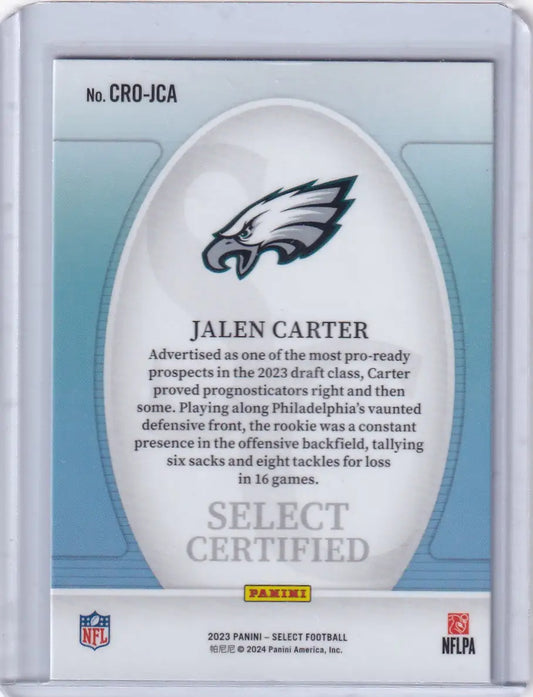 No. CRO-JCA
JALEN CARTER
Advertised as one of the most pro-ready
prospects in the 2023 draft class, Carter
proved prognosticators right and then
some. Playing along Philadelphia's vaunted
defensive front, the rookie was a constant
presence in the offensive backfield, tallying
six sacks and eight tackles for loss
in 16 games.
SELECT
CERTIFIED
PANINI
NFL
2023 PANINI – SELECT FOOTBALL
帕尼尼 © 2024 Panini America, Inc.
NFLPA